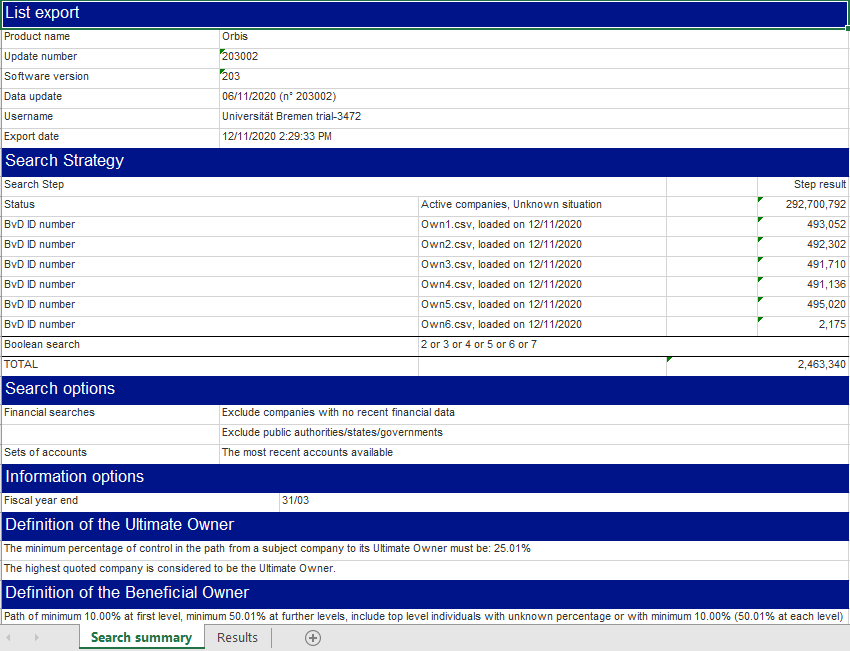 List export
Product name Orbis
Update number 203002
Software version 203
Data update 06/11/2020 (n° 203002)
Username Universität Bremen trial-3472
Export date 12/11/2020 2:29:33 PM
Search Strategy
Search Step Step result
Status Active companies, Unknown situation 292,700,792
BvD ID number Own1.csv, loaded on 12/11/2020 493,052
BvD ID number Own2.csv, loaded on 12/11/2020 492,302
BvD ID number Own3.csv, loaded on 12/11/2020 491,710
BvD ID number Own4.csv, loaded on 12/11/2020 491,136
BvD ID number Own5.csv, loaded on 12/11/2020 495,020
BvD ID number Own6.csv, loaded on 12/11/2020 2,175
Boolean search 2 or 3 or 4 or 5 or 6 or 7
TOTAL 2,463,340
Search options
Financial searches Exclude companies with no recent financial data
Exclude public authorities/states/governments
Sets of accounts The most recent accounts available
Information options
Fiscal year end 31/03
Definition of the Ultimate Owner
The minimum percentage of control in the path from a subject company to its Ultimate Owner must be: 25.01%
The highest quoted company is considered to be the Ultimate Owner.
Definition of the Beneficial Owner
Path of minimum 10.00% at first level, minimum 50.01% at further levels, include top level individuals with unknown percentage or with minimum 10.00% (50.01% at each level)
Search summary Results